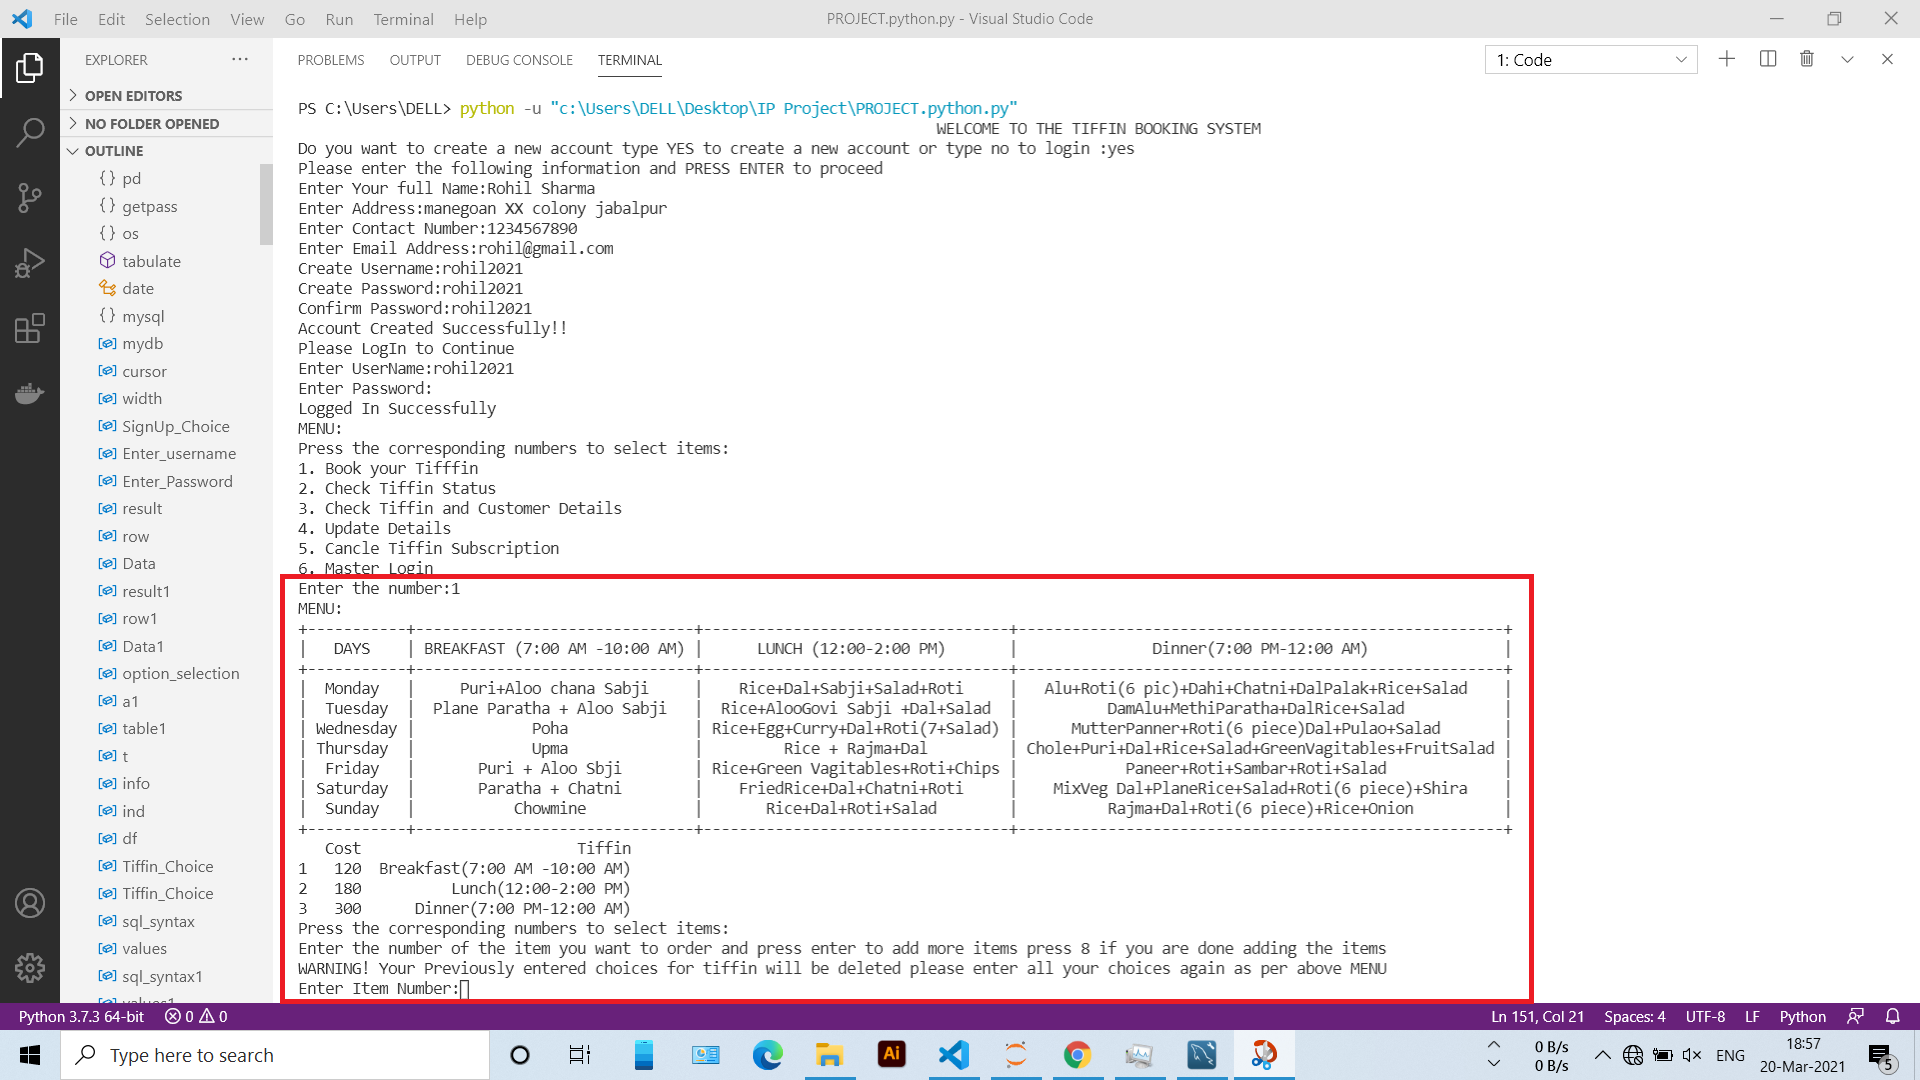 File Edit Selection View Go Run Terminal Help
PROJECT.python.py - Visual Studio Code
EXPLORER
OPEN EDITORS
NO FOLDER OPENED
OUTLINE
{} pd
{} getpass
{} os
tabulate
date
{} mysql
mydb
cursor
width
SignUp_Choice
Enter_username
Enter_Password
result
row
Data
result1
row1
Data1
option_selection
a1
table1
t
info
ind
df
Tiffin_Choice
Tiffin_Choice
sql_syntax
values
sql_syntax1
values1
PROBLEMS OUTPUT DEBUG CONSOLE TERMINAL
1: Code
PS C:\Users\DELL> python -u "c:\Users\DELL\Desktop\IP Project\PROJECT.python.py"
WELCOME TO THE TIFFIN BOOKING SYSTEM
Do you want to create a new account type YES to create a new account or type no to login :yes
Please enter the following information and PRESS ENTER to proceed
Enter Your full Name:Rohil Sharma
Enter Address:manegoan XX colony jabalpur
Enter Contact Number:1234567890
Enter Email Address:rohil@gmail.com
Create Username:rohil2021
Create Password:rohil2021
Confirm Password:rohil2021
Account Created Successfully!!
Please LogIn to Continue
Enter UserName:rohil2021
Enter Password:
Logged In Successfully
MENU:
Press the corresponding numbers to select items:
1. Book your Tifffin
2. Check Tiffin Status
3. Check Tiffin and Customer Details
4. Update Details
5. Cancle Tiffin Subscription
6. Master Login
Enter the number:1
MENU:
| DAYS | BREAKFAST (7:00 AM -10:00 AM) | LUNCH (12:00-2:00 PM) | Dinner(7:00 PM-12:00 AM) |
| Monday | Puri+Aloo chana Sabji | Rice+Dal+Sabji+Salad+Roti | Alu+Roti(6 pic)+Dahi+Chatni+DalPalak+Rice+Salad |
| Tuesday | Plane Paratha + Aloo Sabji | Rice+AlooGovi Sabji +Dal+Salad | DamAlu+MethiParatha+DalRice+Salad |
| Wednesday | Poha | Rice+Egg+Curry+Dal+Roti(7+Salad) | MutterPanner+Roti(6 piece)Dal+Pulao+Salad |
| Thursday | Upma | Rice + Rajma+Dal | Chole+Puri+Dal+Rice+Salad+GreenVagitables+FruitSalad |
| Friday | Puri + Aloo Sbji | Rice+Green Vagitables+Roti+Chips | Paneer+Roti+Sambar+Roti+Salad |
| Saturday | Paratha + Chatni | FriedRice+Dal+Chatni+Roti | MixVeg Dal+PlaneRice+Salad+Roti(6 piece)+Shira |
| Sunday | Chowmine | Rice+Dal+Roti+Salad | Rajma+Dal+Roti(6 piece)+Rice+Onion |
Cost Tiffin
1 120 Breakfast(7:00 AM -10:00 AM)
2 180 Lunch(12:00-2:00 PM)
3 300 Dinner(7:00 PM-12:00 AM)
Press the corresponding numbers to select items:
Enter the number of the item you want to order and press enter to add more items press 8 if you are done adding the items
WARNING! Your Previously entered choices for tiffin will be deleted please enter all your choices again as per above MENU
Enter Item Number:
Python 3.7.3 64-bit 0 0
Ln 151, Col 21 Spaces: 4 UTF-8 LF Python
Type here to search
Ai
0 B/s
0 B/s
ENG
18:57
20-Mar-2021
5